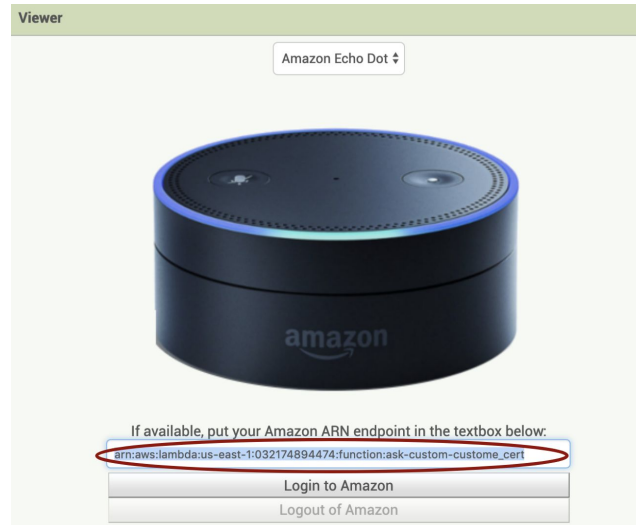 Viewer
Amazon Echo Dot
amazon
If available, put your Amazon ARN endpoint in the textbox below:
arn:aws:lambda:us-east-1:032174894474:function:ask-custom-custome_cert
Login to Amazon
Logout of Amazon